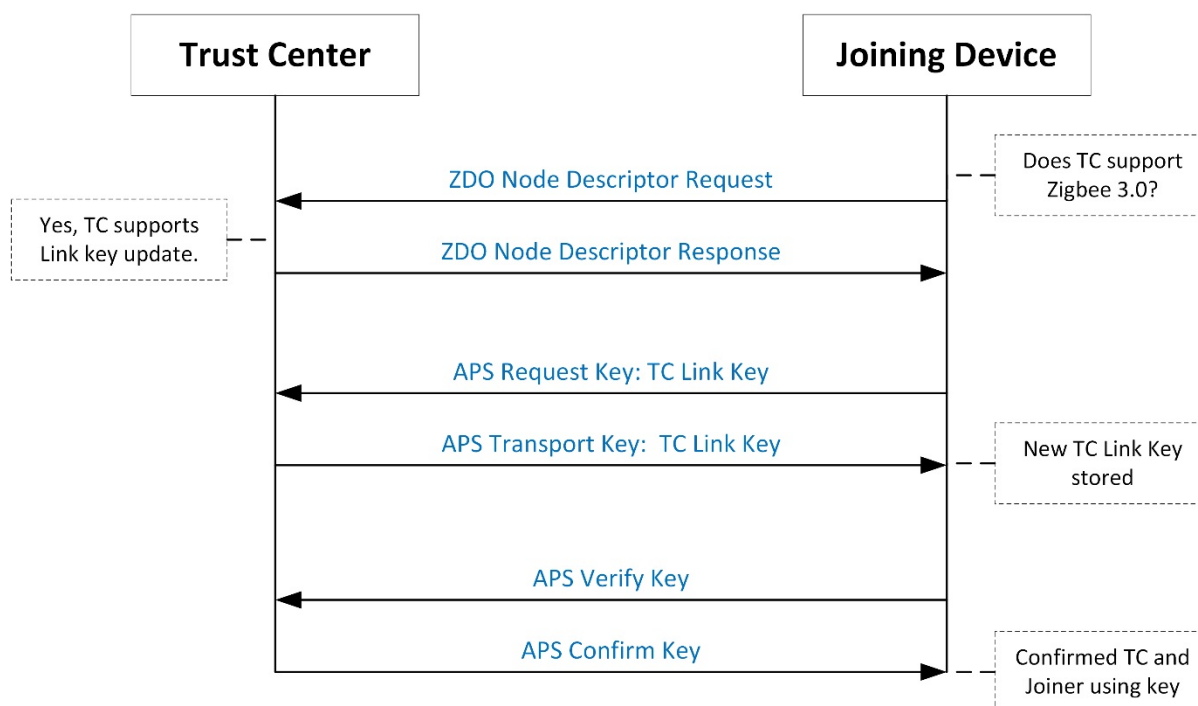 Trust Center
Joining Device
Does TC support
Zigbee 3.0?
ZDO Node Descriptor Request
Yes, TC supports
Link key update.
ZDO Node Descriptor Response
APS Request Key: TC Link Key
APS Transport Key:  TC Link Key
New TC Link Key
stored
APS Verify Key
APS Confirm Key
Confirmed TC and
Joiner using key